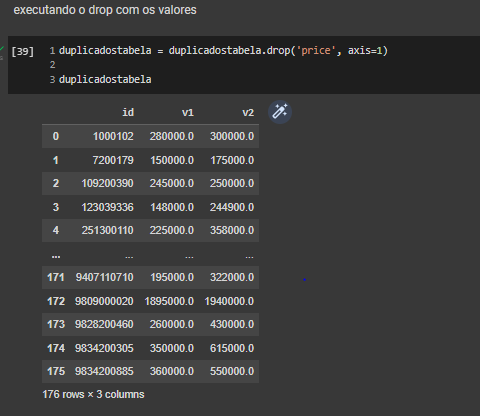 executando o drop com os valores
[39] 1 duplicadostabela = duplicadostabela.drop('price', axis=1)
2
3 duplicadostabela
id v1 v2
0 1000102 280000.0 300000.0
1 7200179 150000.0 175000.0
2 109200390 245000.0 250000.0
3 123039336 148000.0 244900.0
4 251300110 225000.0 358000.0
... ... ... ...
171 9407110710 195000.0 322000.0
172 9809000020 1895000.0 1940000.0
173 9828200460 260000.0 430000.0
174 9834200305 350000.0 615000.0
175 9834200885 360000.0 550000.0
176 rows × 3 columns